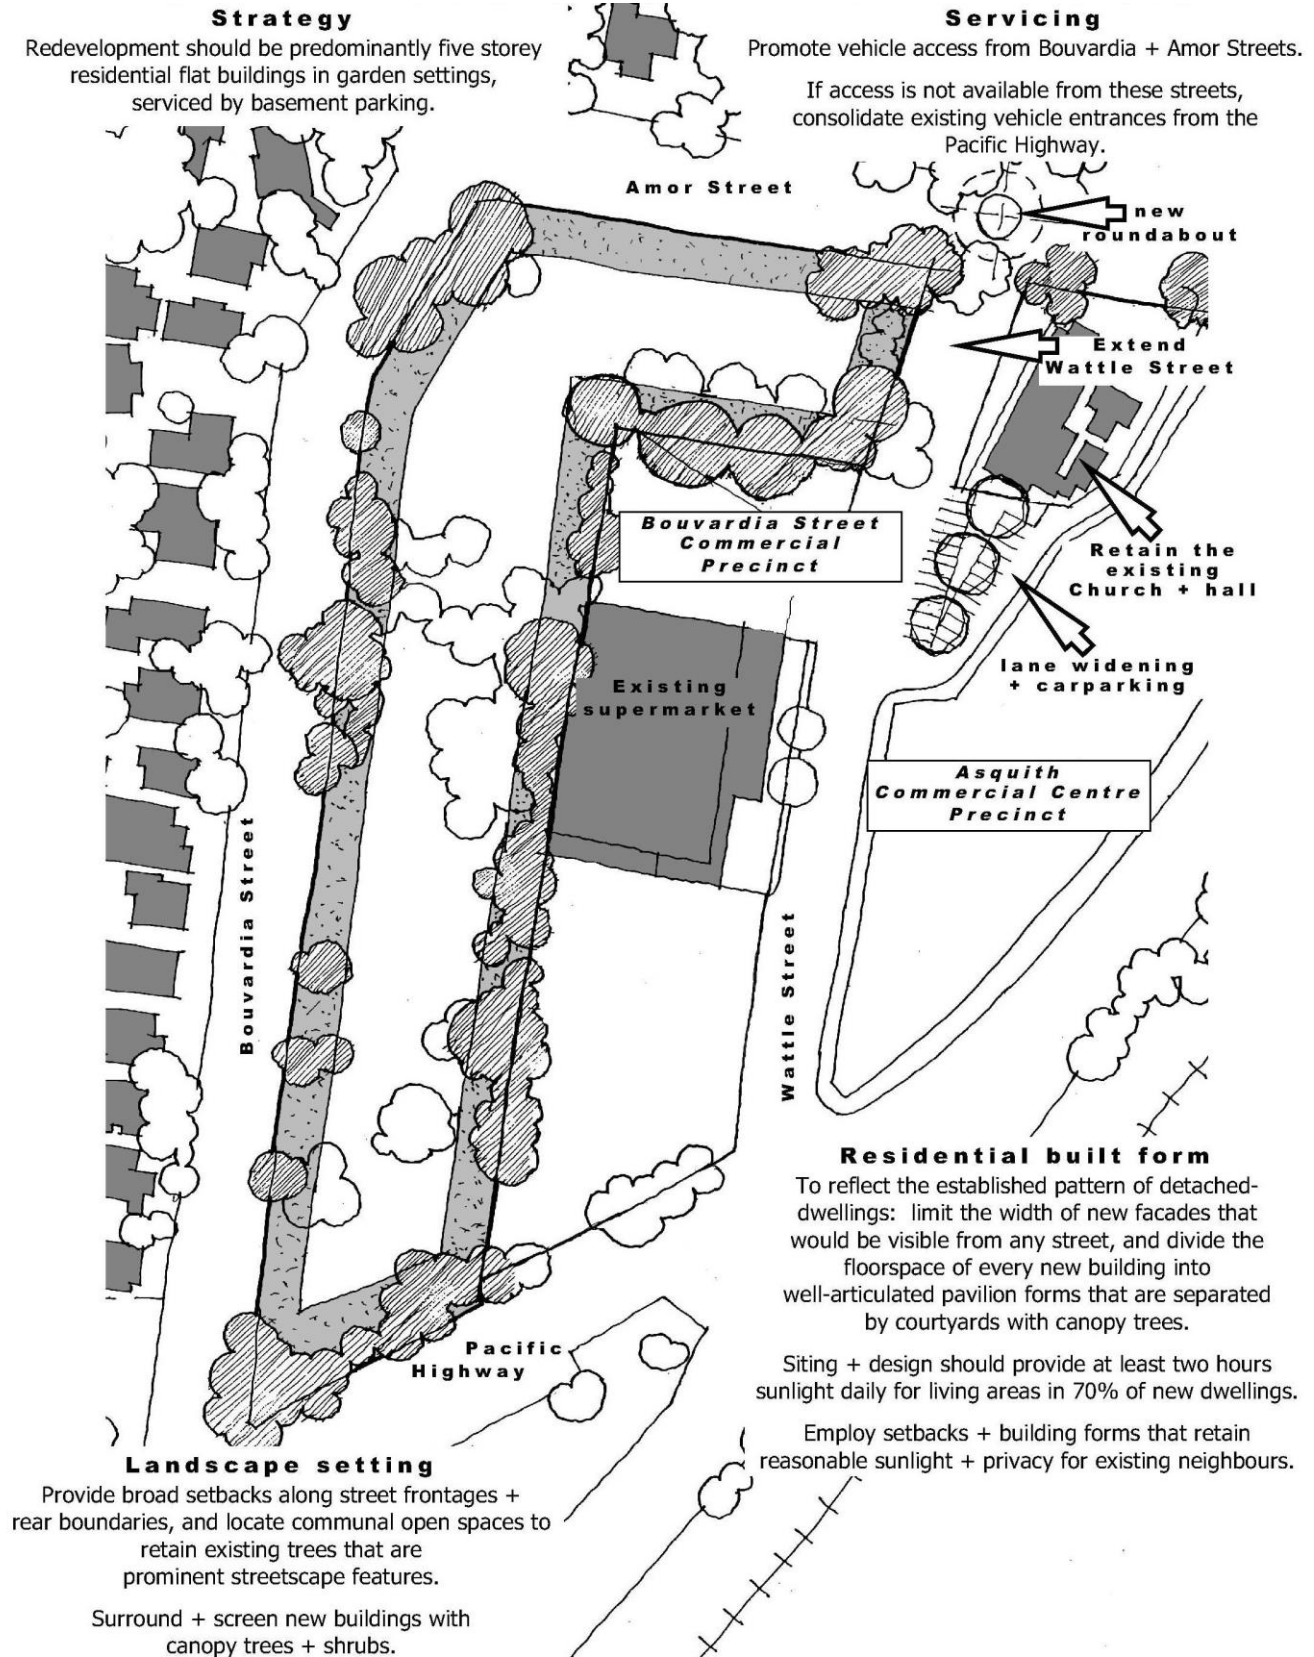 Strategy
Redevelopment should be predominantly five storey
residential flat buildings in garden settings,
serviced by basement parking.
Servicing
Promote vehicle access from Bouvardia + Amor Streets.
If access is not available from these streets,
consolidate existing vehicle entrances from the
Pacific Highway.
Amor Street
new
roundabout
Extend
Wattle Street
Bouvardia Street
Commercial
Precinct
Retain the
existing
Church + hall
lane widening
+ carparking
Existing
supermarket
Asquith
Commercial Centre
Precinct
Bouvardia Street
Wattle Street
Pacific
Highway
Residential built form
To reflect the established pattern of detached-
dwellings: limit the width of new facades that
would be visible from any street, and divide the
floorspace of every new building into
well-articulated pavilion forms that are separated
by courtyards with canopy trees.
Siting + design should provide at least two hours
sunlight daily for living areas in 70% of new dwellings.
Employ setbacks + building forms that retain
reasonable sunlight + privacy for existing neighbours.
Landscape setting
Provide broad setbacks along street frontages +
rear boundaries, and locate communal open spaces to
retain existing trees that are
prominent streetscape features.
Surround + screen new buildings with
canopy trees + shrubs.